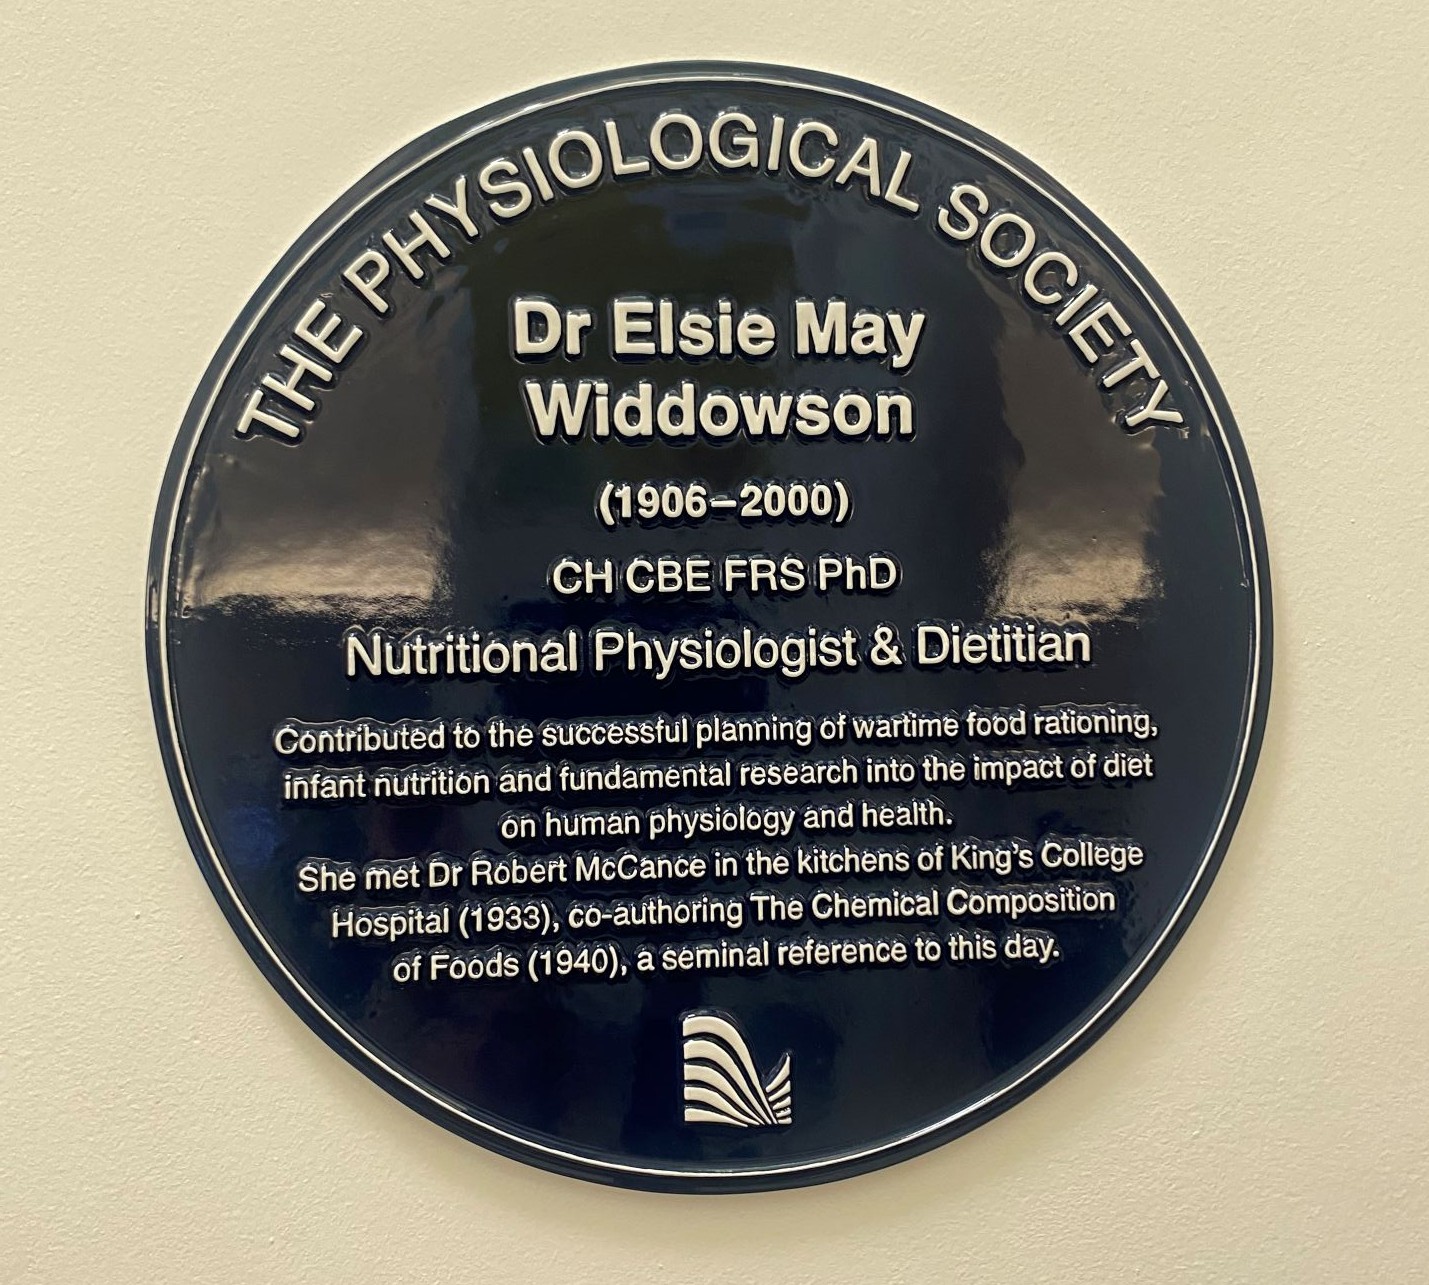 THE PHYSIOLOGICAL SOCIETY
Dr Elsie May
Widdowson
(1906–2000)
CH CBE FRS PhD
Nutritional Physiologist & Dietitian
Contributed to the successful planning of wartime food rationing,
infant nutrition and fundamental research into the impact of diet
on human physiology and health.
She met Dr Robert McCance in the kitchens of King's College
Hospital (1933), co-authoring The Chemical Composition
of Foods (1940), a seminal reference to this day.